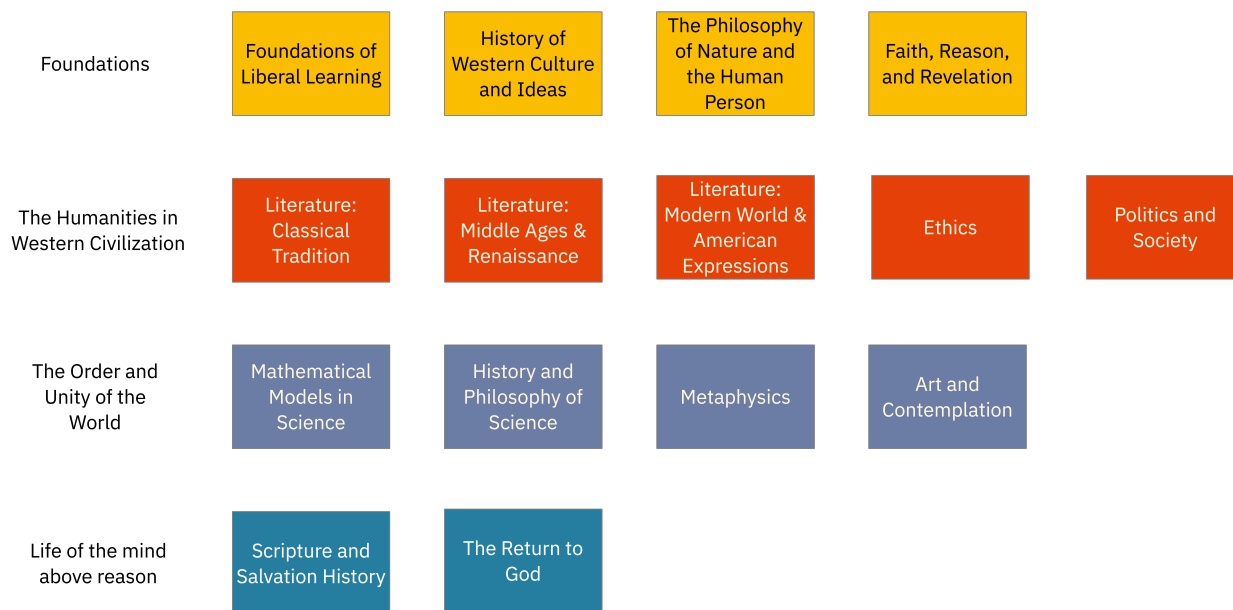 Foundations
Foundations of
Liberal Learning
History of
Western Culture
and Ideas
The Philosophy
of Nature and
the Human
Person
Faith, Reason,
and Revelation
The Humanities in
Western Civilization
Literature:
Classical
Tradition
Literature:
Middle Ages &
Renaissance
Literature:
Modern World &
American
Expressions
Ethics
Politics and
Society
The Order and
Unity of the
World
Mathematical
Models in
Science
History and
Philosophy of
Science
Metaphysics
Art and
Contemplation
Life of the mind
above reason
Scripture and
Salvation History
The Return to
God